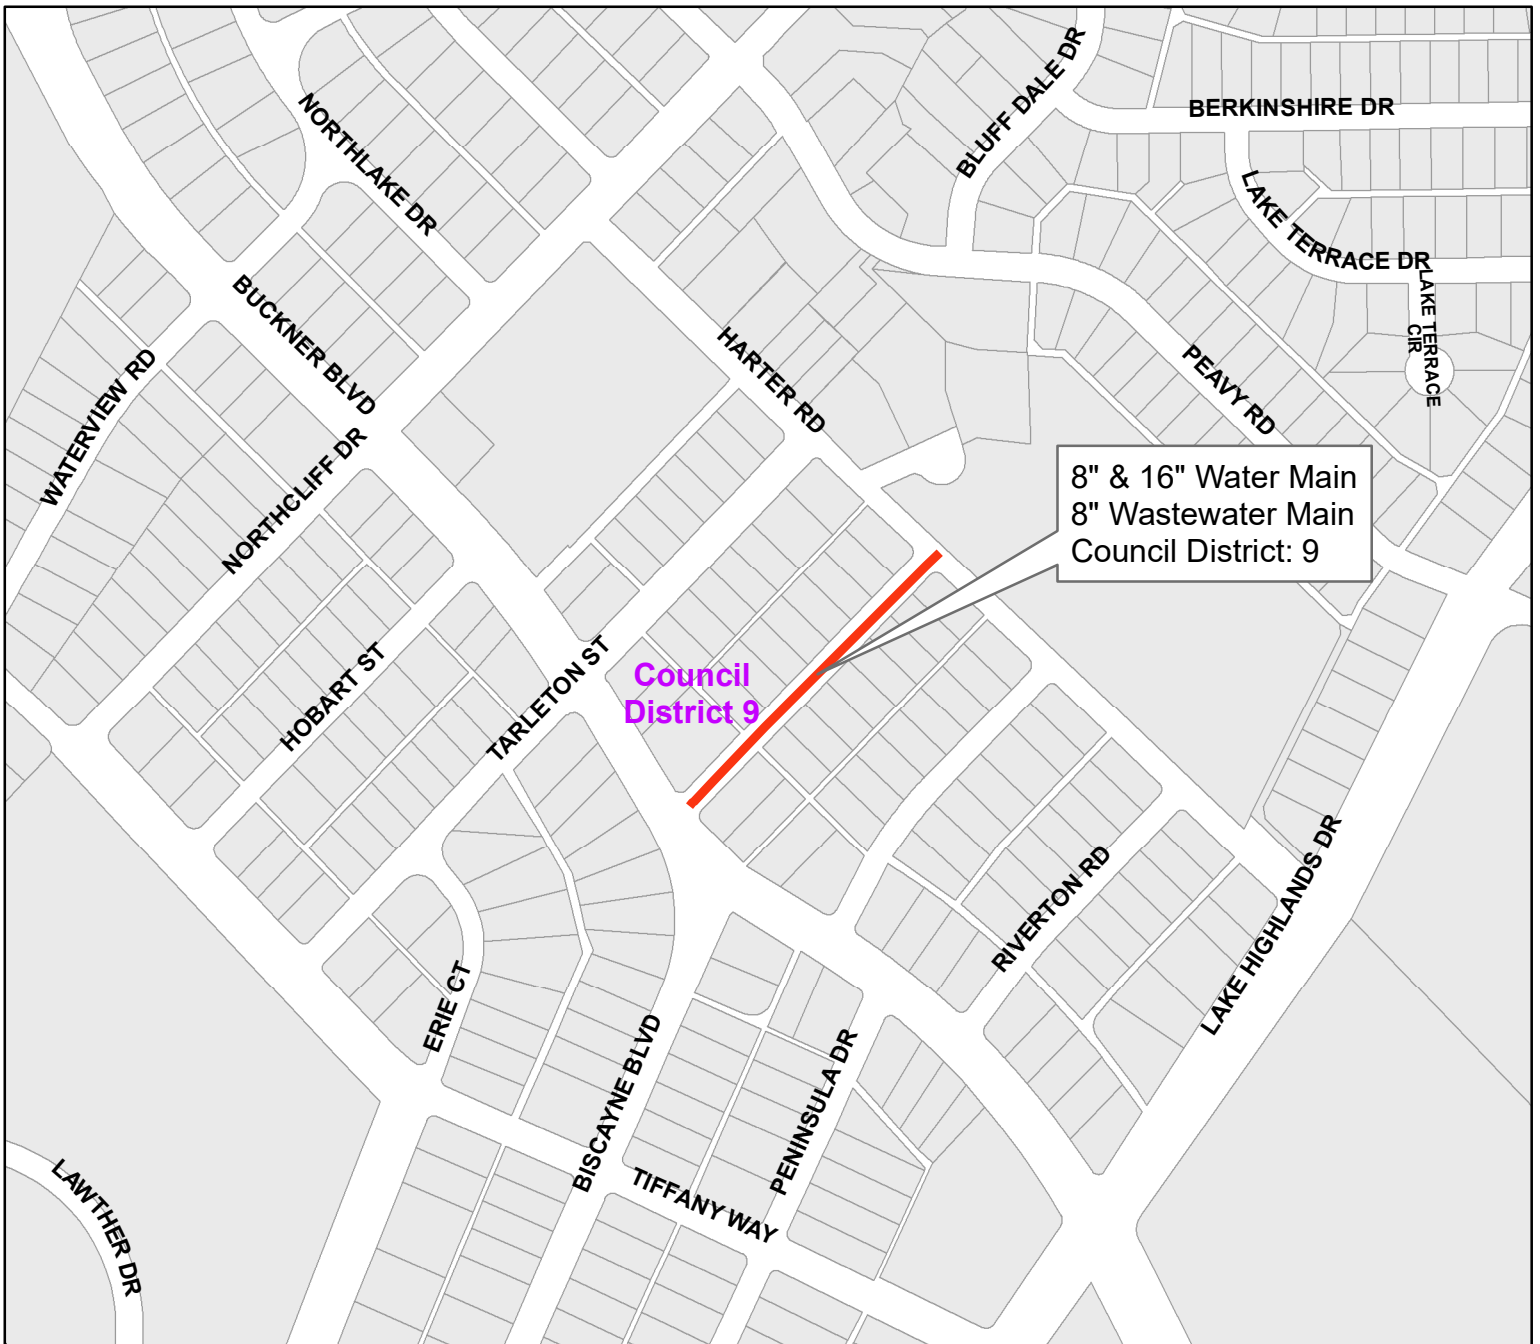 BLUFF DALE DR
BERKINSHIRE DR
NORTHLAKE DR
LAKE TERRACE DR
LAKE TERRACE
CIR
BUCKNER BLVD
HARTER RD
PEAVY RD
WATERVIEW RD
NORTHCLIFF DR
8" & 16" Water Main
8" Wastewater Main
Council District: 9
HOBART ST
TARLETON ST
Council
District 9
RIVERTON RD
LAKE HIGHLANDS DR
ERIE CT
BISCAYNE BLVD
PENINSULA DR
TIFFANY WAY
LAWTHER DR